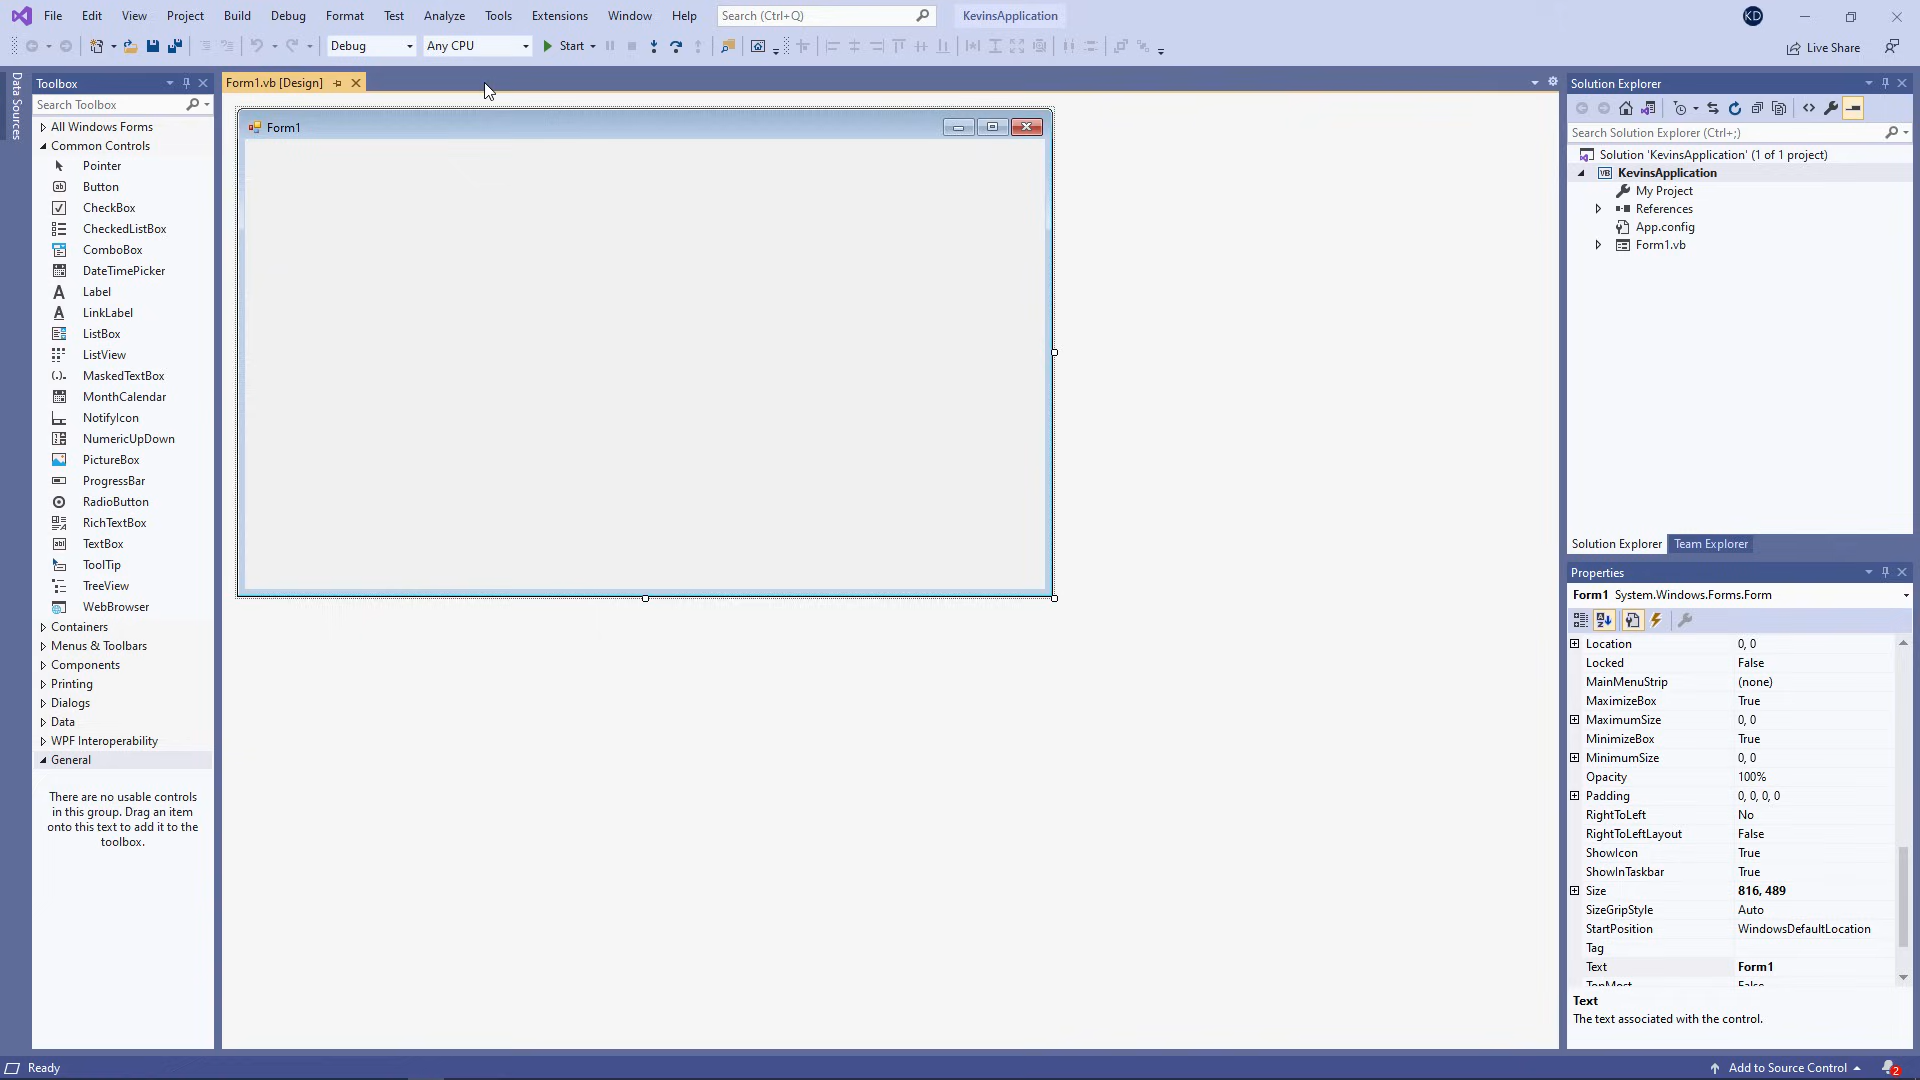 File Edit View Project Build Debug Format Test Analyze Tools Extensions Window Help Search (Ctrl+Q) KevinsApplication KD
Debug Any CPU Start Live Share
Data Sources
Toolbox
Search Toolbox
All Windows Forms
Common Controls
Pointer
Button
CheckBox
CheckedListBox
ComboBox
DateTimePicker
Label
LinkLabel
ListBox
ListView
MaskedTextBox
MonthCalendar
NotifyIcon
NumericUpDown
PictureBox
ProgressBar
RadioButton
RichTextBox
TextBox
ToolTip
TreeView
WebBrowser
Containers
Menus & Toolbars
Components
Printing
Dialogs
Data
WPF Interoperability
General
There are no usable controls
in this group. Drag an item
onto this text to add it to the
toolbox.
Form1.vb [Design]
Form1
Solution Explorer
Search Solution Explorer (Ctrl+;)
Solution 'KevinsApplication' (1 of 1 project)
VB KevinsApplication
My Project
References
App.config
Form1.vb
Solution Explorer Team Explorer
Properties
Form1 System.Windows.Forms.Form
Location 0, 0
Locked False
MainMenuStrip (none)
MaximizeBox True
MaximumSize 0, 0
MinimizeBox True
MinimumSize 0, 0
Opacity 100%
Padding 0, 0, 0, 0
RightToLeft No
RightToLeftLayout False
ShowIcon True
ShowInTaskbar True
Size 816, 489
SizeGripStyle Auto
StartPosition WindowsDefaultLocation
Tag
Text Form1
TopMost False
Text
The text associated with the control.
Ready Add to Source Control 2